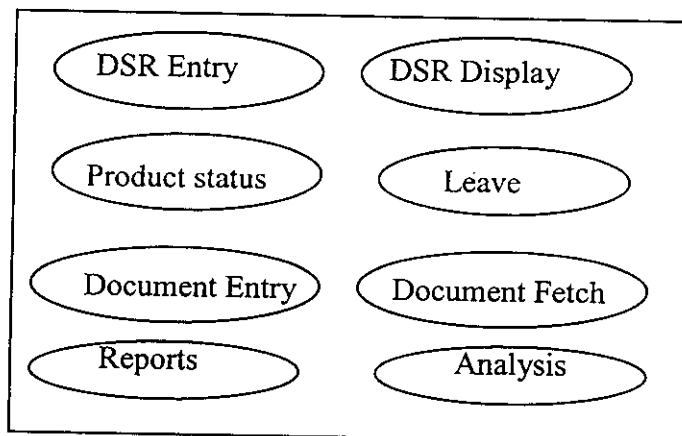 DSR Entry
DSR Display
Product status
Leave
Document Entry
Document Fetch
Reports
Analysis